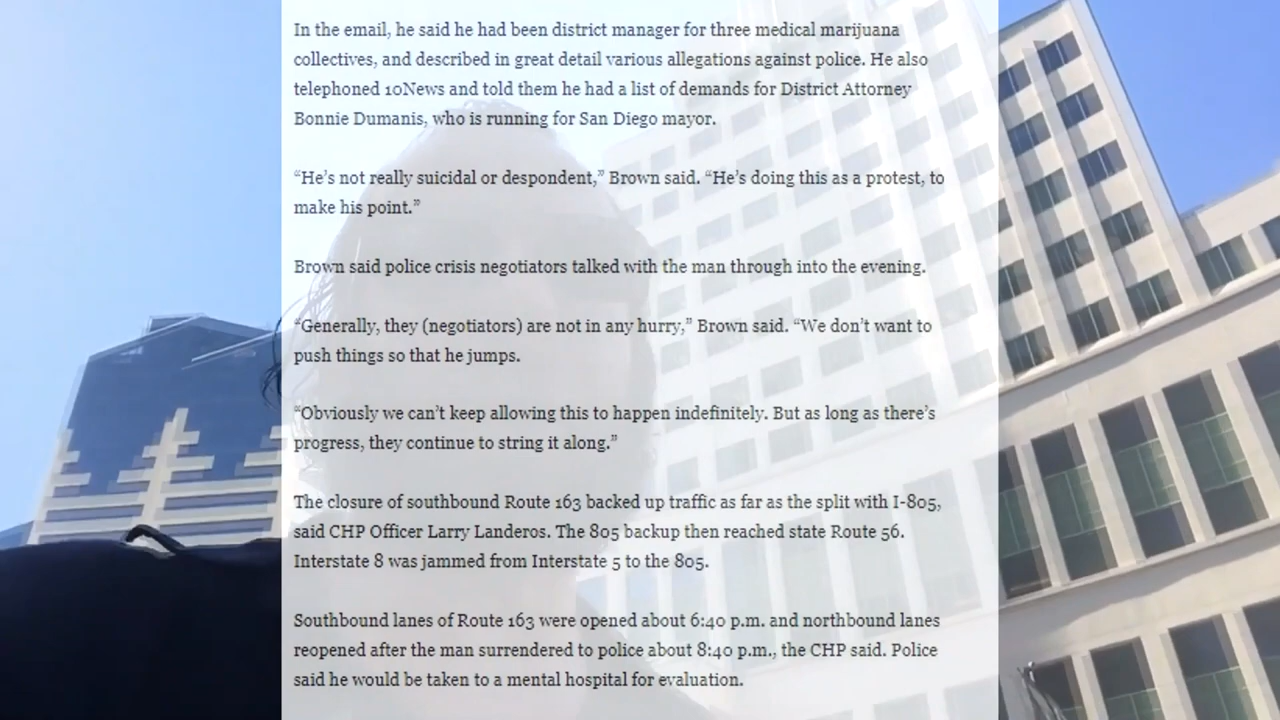 In the email, he said he had been district manager for three medical marijuana
collectives, and described in great detail various allegations against police. He also
telephoned 10News and told them he had a list of demands for District Attorney
Bonnie Dumanis, who is running for San Diego mayor.
“He’s not really suicidal or despondent,” Brown said. “He’s doing this as a protest, to
make his point.”
Brown said police crisis negotiators talked with the man through into the evening.
“Generally, they (negotiators) are not in any hurry,” Brown said. “We don’t want to
push things so that he jumps.
“Obviously we can’t keep allowing this to happen indefinitely. But as long as there’s
progress, they continue to string it along.”
The closure of southbound Route 163 backed up traffic as far as the split with I-805,
said CHP Officer Larry Landeros. The 805 backup then reached state Route 56.
Interstate 8 was jammed from Interstate 5 to the 805.
Southbound lanes of Route 163 were opened about 6:40 p.m. and northbound lanes
reopened after the man surrendered to police about 8:40 p.m., the CHP said. Police
said he would be taken to a mental hospital for evaluation.